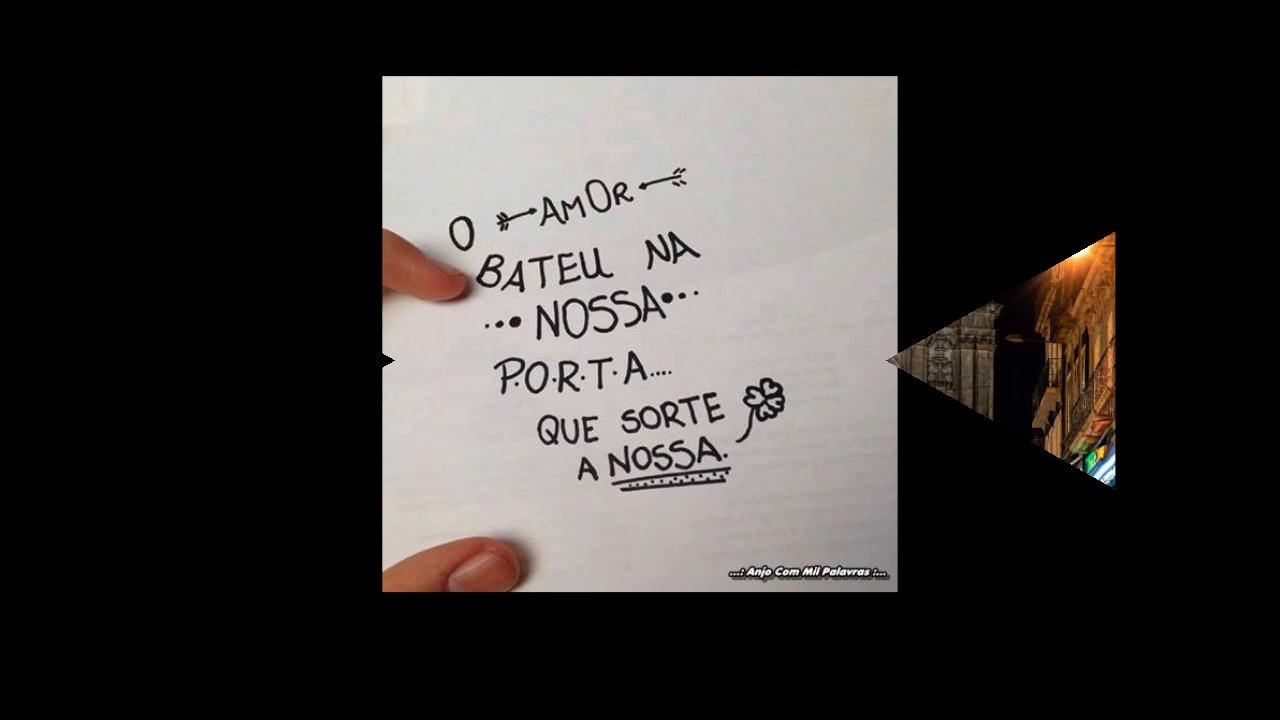 O AMOR
BATEU NA
...NOSSA...
P.O.R.T.A....
QUE SORTE
A NOSSA.
...: Anjo Com Mil Palavras :...